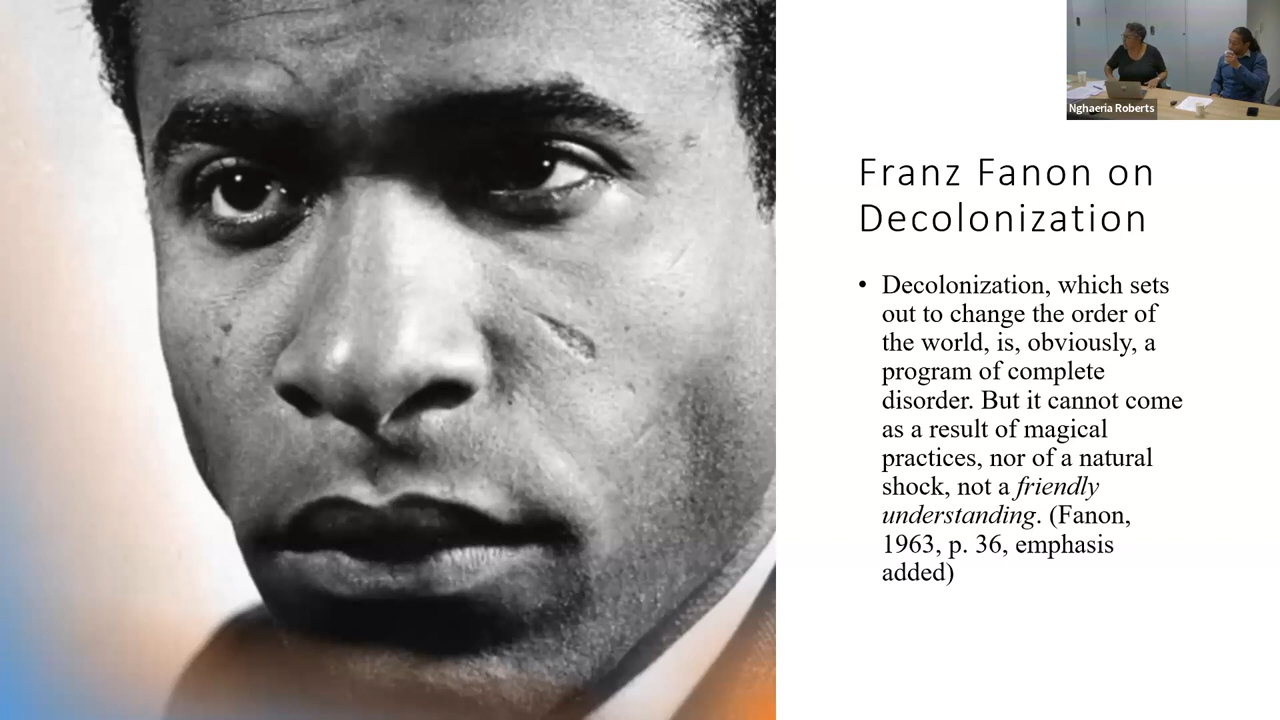 Nghaeria Roberts
Franz Fanon on
Decolonization
• Decolonization, which sets
out to change the order of
the world, is, obviously, a
program of complete
disorder. But it cannot come
as a result of magical
practices, nor of a natural
shock, not a friendly
understanding. (Fanon,
1963, p. 36, emphasis
added)